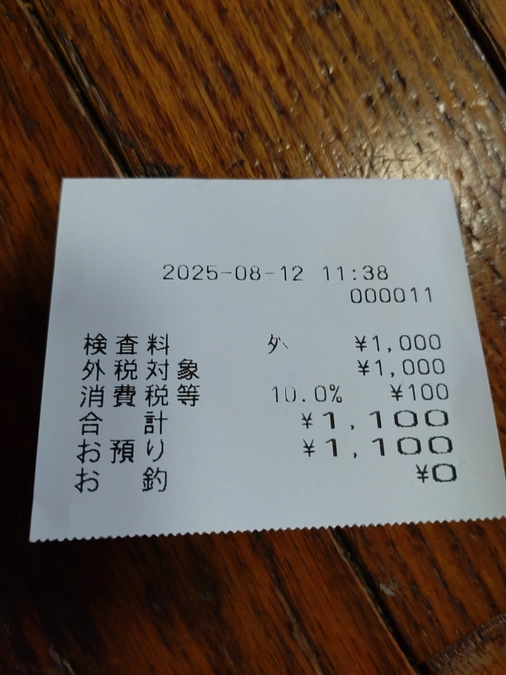 2025-08-12 11:38
000011
検査料 外 ¥1,000
外税対象 ¥1,000
消費税等 10.0% ¥100
合計 ¥1,100
お預り ¥1,100
お釣 ¥0